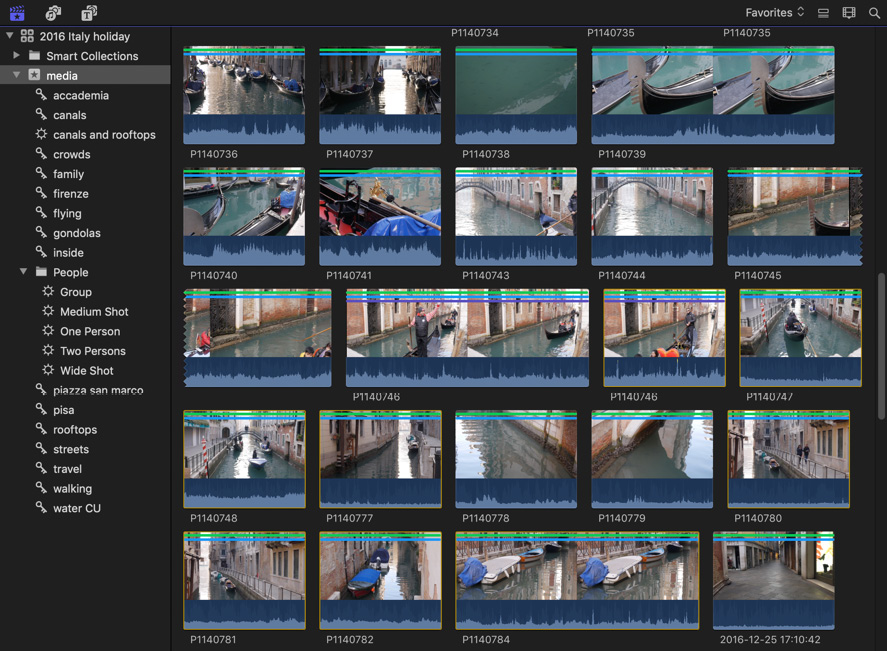 Favorites
2016 Italy holiday
Smart Collections
media
accademia
canals
canals and rooftops
crowds
family
firenze
flying
gondolas
inside
People
Group
Medium Shot
One Person
Two Persons
Wide Shot
piazza san marco
pisa
rooftops
streets
travel
walking
water CU
P1140734 P1140735 P1140735
P1140736 P1140737 P1140738 P1140739
P1140740 P1140741 P1140743 P1140744 P1140745
P1140746 P1140746 P1140747
P1140748 P1140777 P1140778 P1140779 P1140780
P1140781 P1140782 P1140784 2016-12-25 17:10:42